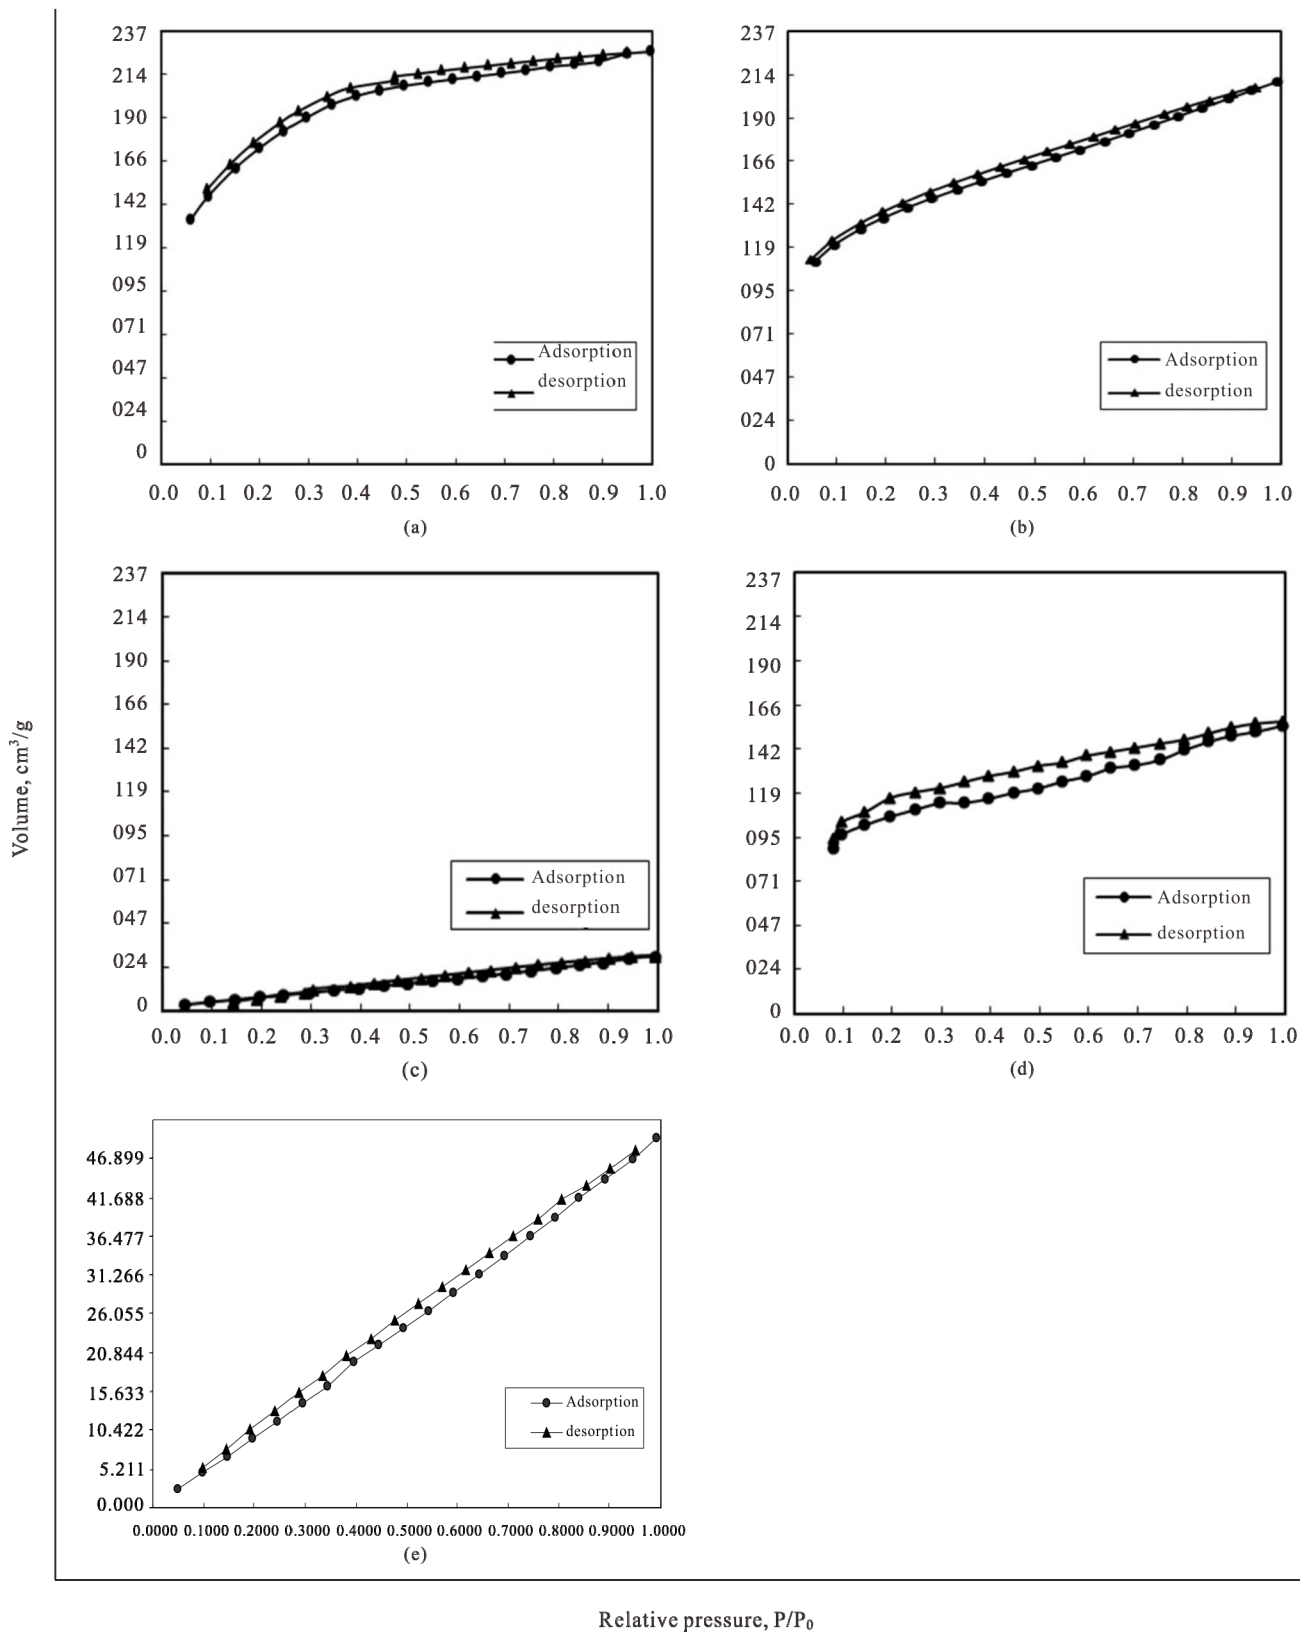 237
214
190
166
142
119
095
071
047
024
0
Adsorption
desorption
0.0 0.1 0.2 0.3 0.4 0.5 0.6 0.7 0.8 0.9 1.0
(a)
237
214
190
166
142
119
095
071
047
024
0
Adsorption
desorption
0.0 0.1 0.2 0.3 0.4 0.5 0.6 0.7 0.8 0.9 1.0
(b)
237
214
190
166
142
119
095
071
047
024
0
Adsorption
desorption
0.0 0.1 0.2 0.3 0.4 0.5 0.6 0.7 0.8 0.9 1.0
(c)
237
214
190
166
142
119
095
071
047
024
0
Adsorption
desorption
0.0 0.1 0.2 0.3 0.4 0.5 0.6 0.7 0.8 0.9 1.0
(d)
Volume, cm³/g
46.899
41.688
36.477
31.266
26.055
20.844
15.633
10.422
5.211
0.000
Adsorption
desorption
0.0000 0.1000 0.2000 0.3000 0.4000 0.5000 0.6000 0.7000 0.8000 0.9000 1.0000
(e)
Relative pressure, P/P₀